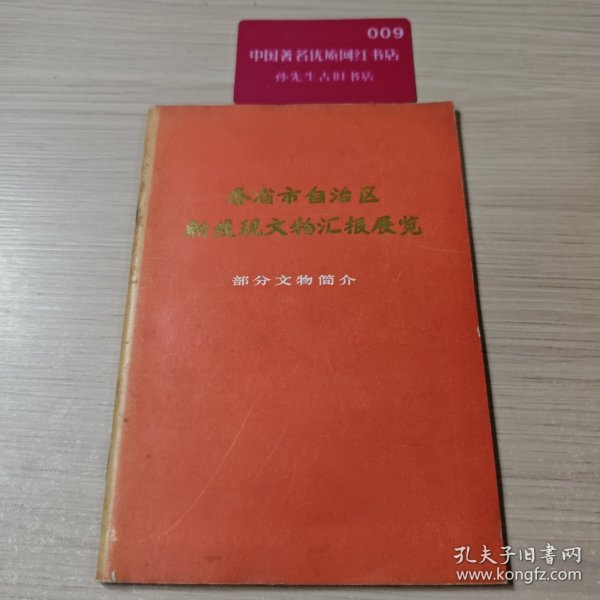 009
中国著名优质网红书店
孙先生古旧书店
各省市自治区
新发现文物汇报展览
部分文物简介
孔夫子旧书网
www.kongfz.com